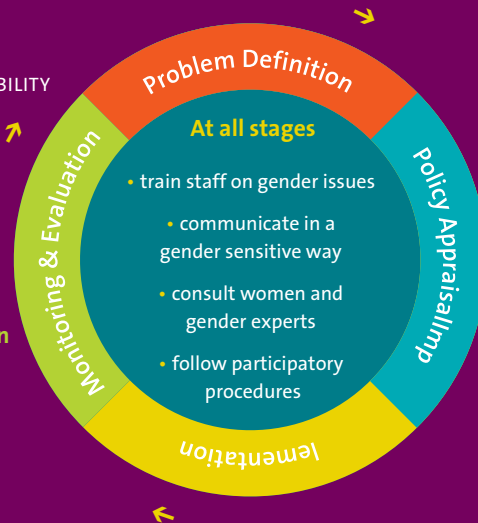 BILITY
Problem Definition
At all stages
• train staff on gender issues
• communicate in a
gender sensitive way
• consult women and
gender experts
• follow participatory
procedures
Policy AppraisalImp
lementation
Monitoring & Evaluation
n